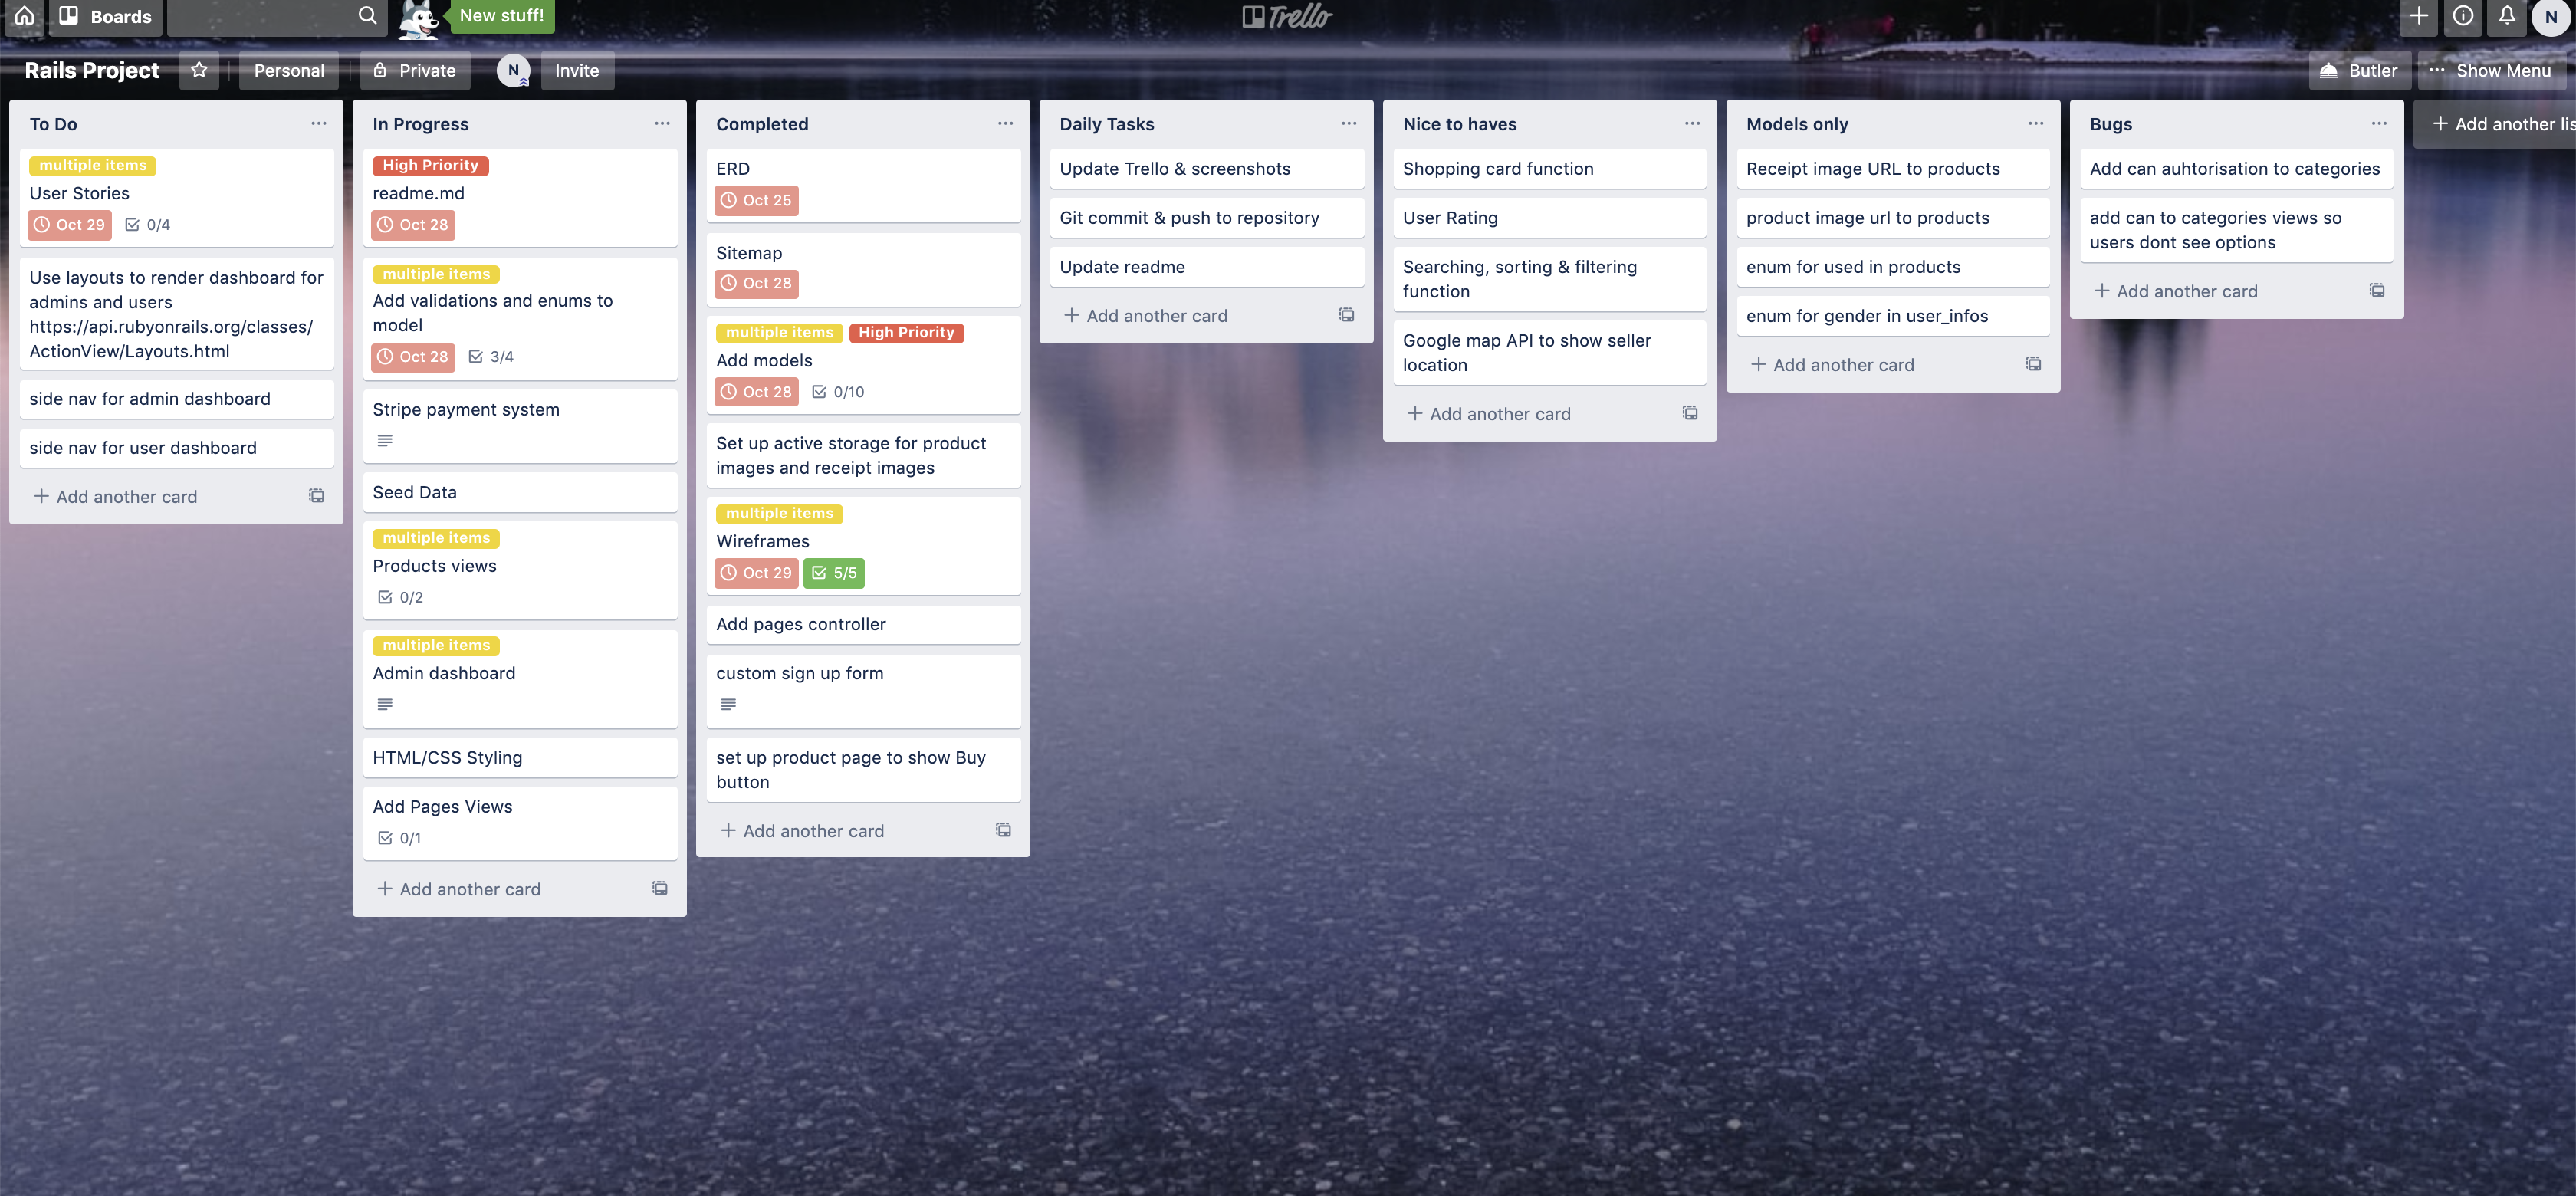 Boards
New stuff!
Trello
N
Rails Project
Personal
Private
N
Invite
Butler
Show Menu
To Do
multiple items
User Stories
Oct 29
0/4
Use layouts to render dashboard for
admins and users
https://api.rubyonrails.org/classes/
ActionView/Layouts.html
side nav for admin dashboard
side nav for user dashboard
Add another card
In Progress
High Priority
readme.md
Oct 28
multiple items
Add validations and enums to
model
Oct 28
3/4
Stripe payment system
Seed Data
multiple items
Products views
0/2
multiple items
Admin dashboard
HTML/CSS Styling
Add Pages Views
0/1
Add another card
Completed
ERD
Oct 25
Sitemap
Oct 28
multiple items
High Priority
Add models
Oct 28
0/10
Set up active storage for product
images and receipt images
multiple items
Wireframes
Oct 29
5/5
Add pages controller
custom sign up form
set up product page to show Buy
button
Add another card
Daily Tasks
Update Trello & screenshots
Git commit & push to repository
Update readme
Add another card
Nice to haves
Shopping card function
User Rating
Searching, sorting & filtering
function
Google map API to show seller
location
Add another card
Models only
Receipt image URL to products
product image url to products
enum for used in products
enum for gender in user_infos
Add another card
Bugs
Add can auhtorisation to categories
add can to categories views so
users dont see options
Add another card
Add another lis